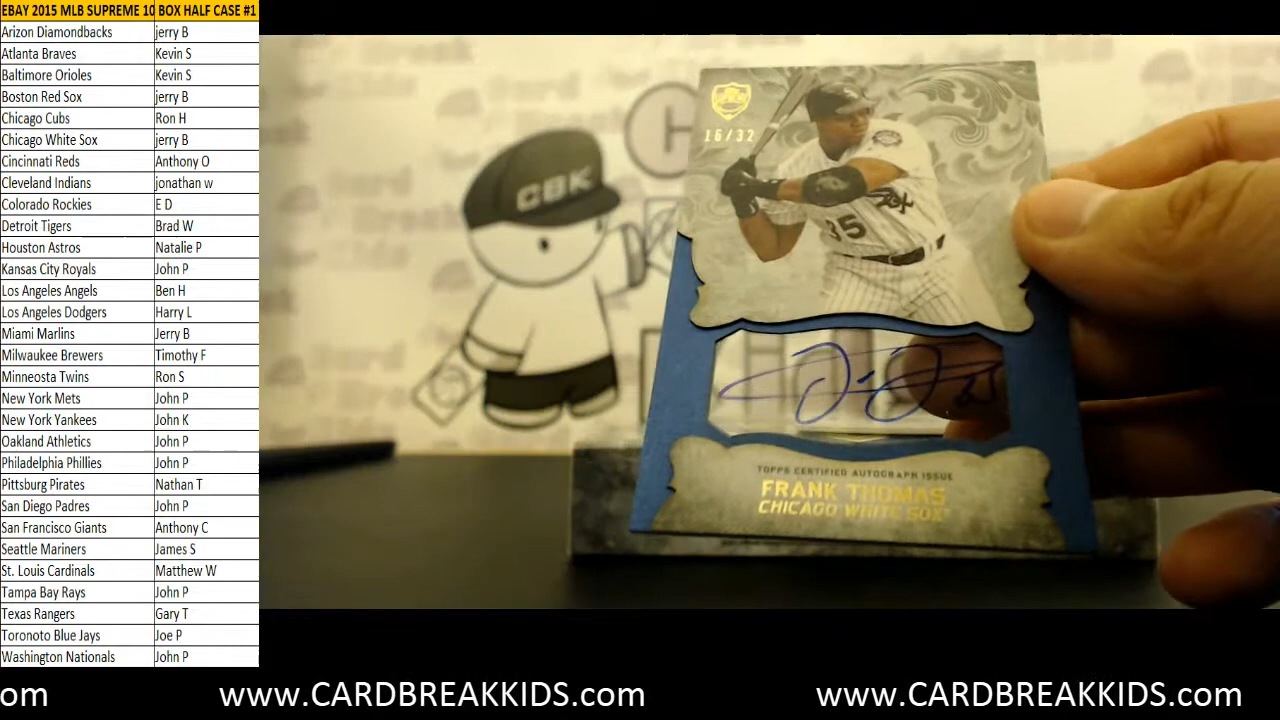 EBAY 2015 MLB SUPREME 10 BOX HALF CASE #1
Arizon Diamondbacks jerry B
Atlanta Braves Kevin S
Baltimore Orioles Kevin S
Boston Red Sox jerry B
Chicago Cubs Ron H
Chicago White Sox jerry B
Cincinnati Reds Anthony O
Cleveland Indians jonathan w
Colorado Rockies E D
Detroit Tigers Brad W
Houston Astros Natalie P
Kansas City Royals John P
Los Angeles Angels Ben H
Los Angeles Dodgers Harry L
Miami Marlins Jerry B
Milwaukee Brewers Timothy F
Minneosta Twins Ron S
New York Mets John P
New York Yankees John K
Oakland Athletics John P
Philadelphia Phillies John P
Pittsburg Pirates Nathan T
San Diego Padres John P
San Francisco Giants Anthony C
Seattle Mariners James S
St. Louis Cardinals Matthew W
Tampa Bay Rays John P
Texas Rangers Gary T
Toronoto Blue Jays Joe P
Washington Nationals John P
CBK
16/32
35
TOPPS CERTIFIED AUTOGRAPH ISSUE
FRANK THOMAS
CHICAGO WHITE SOX
om www.CARDBREAKKIDS.com www.CARDBREAKKIDS.com